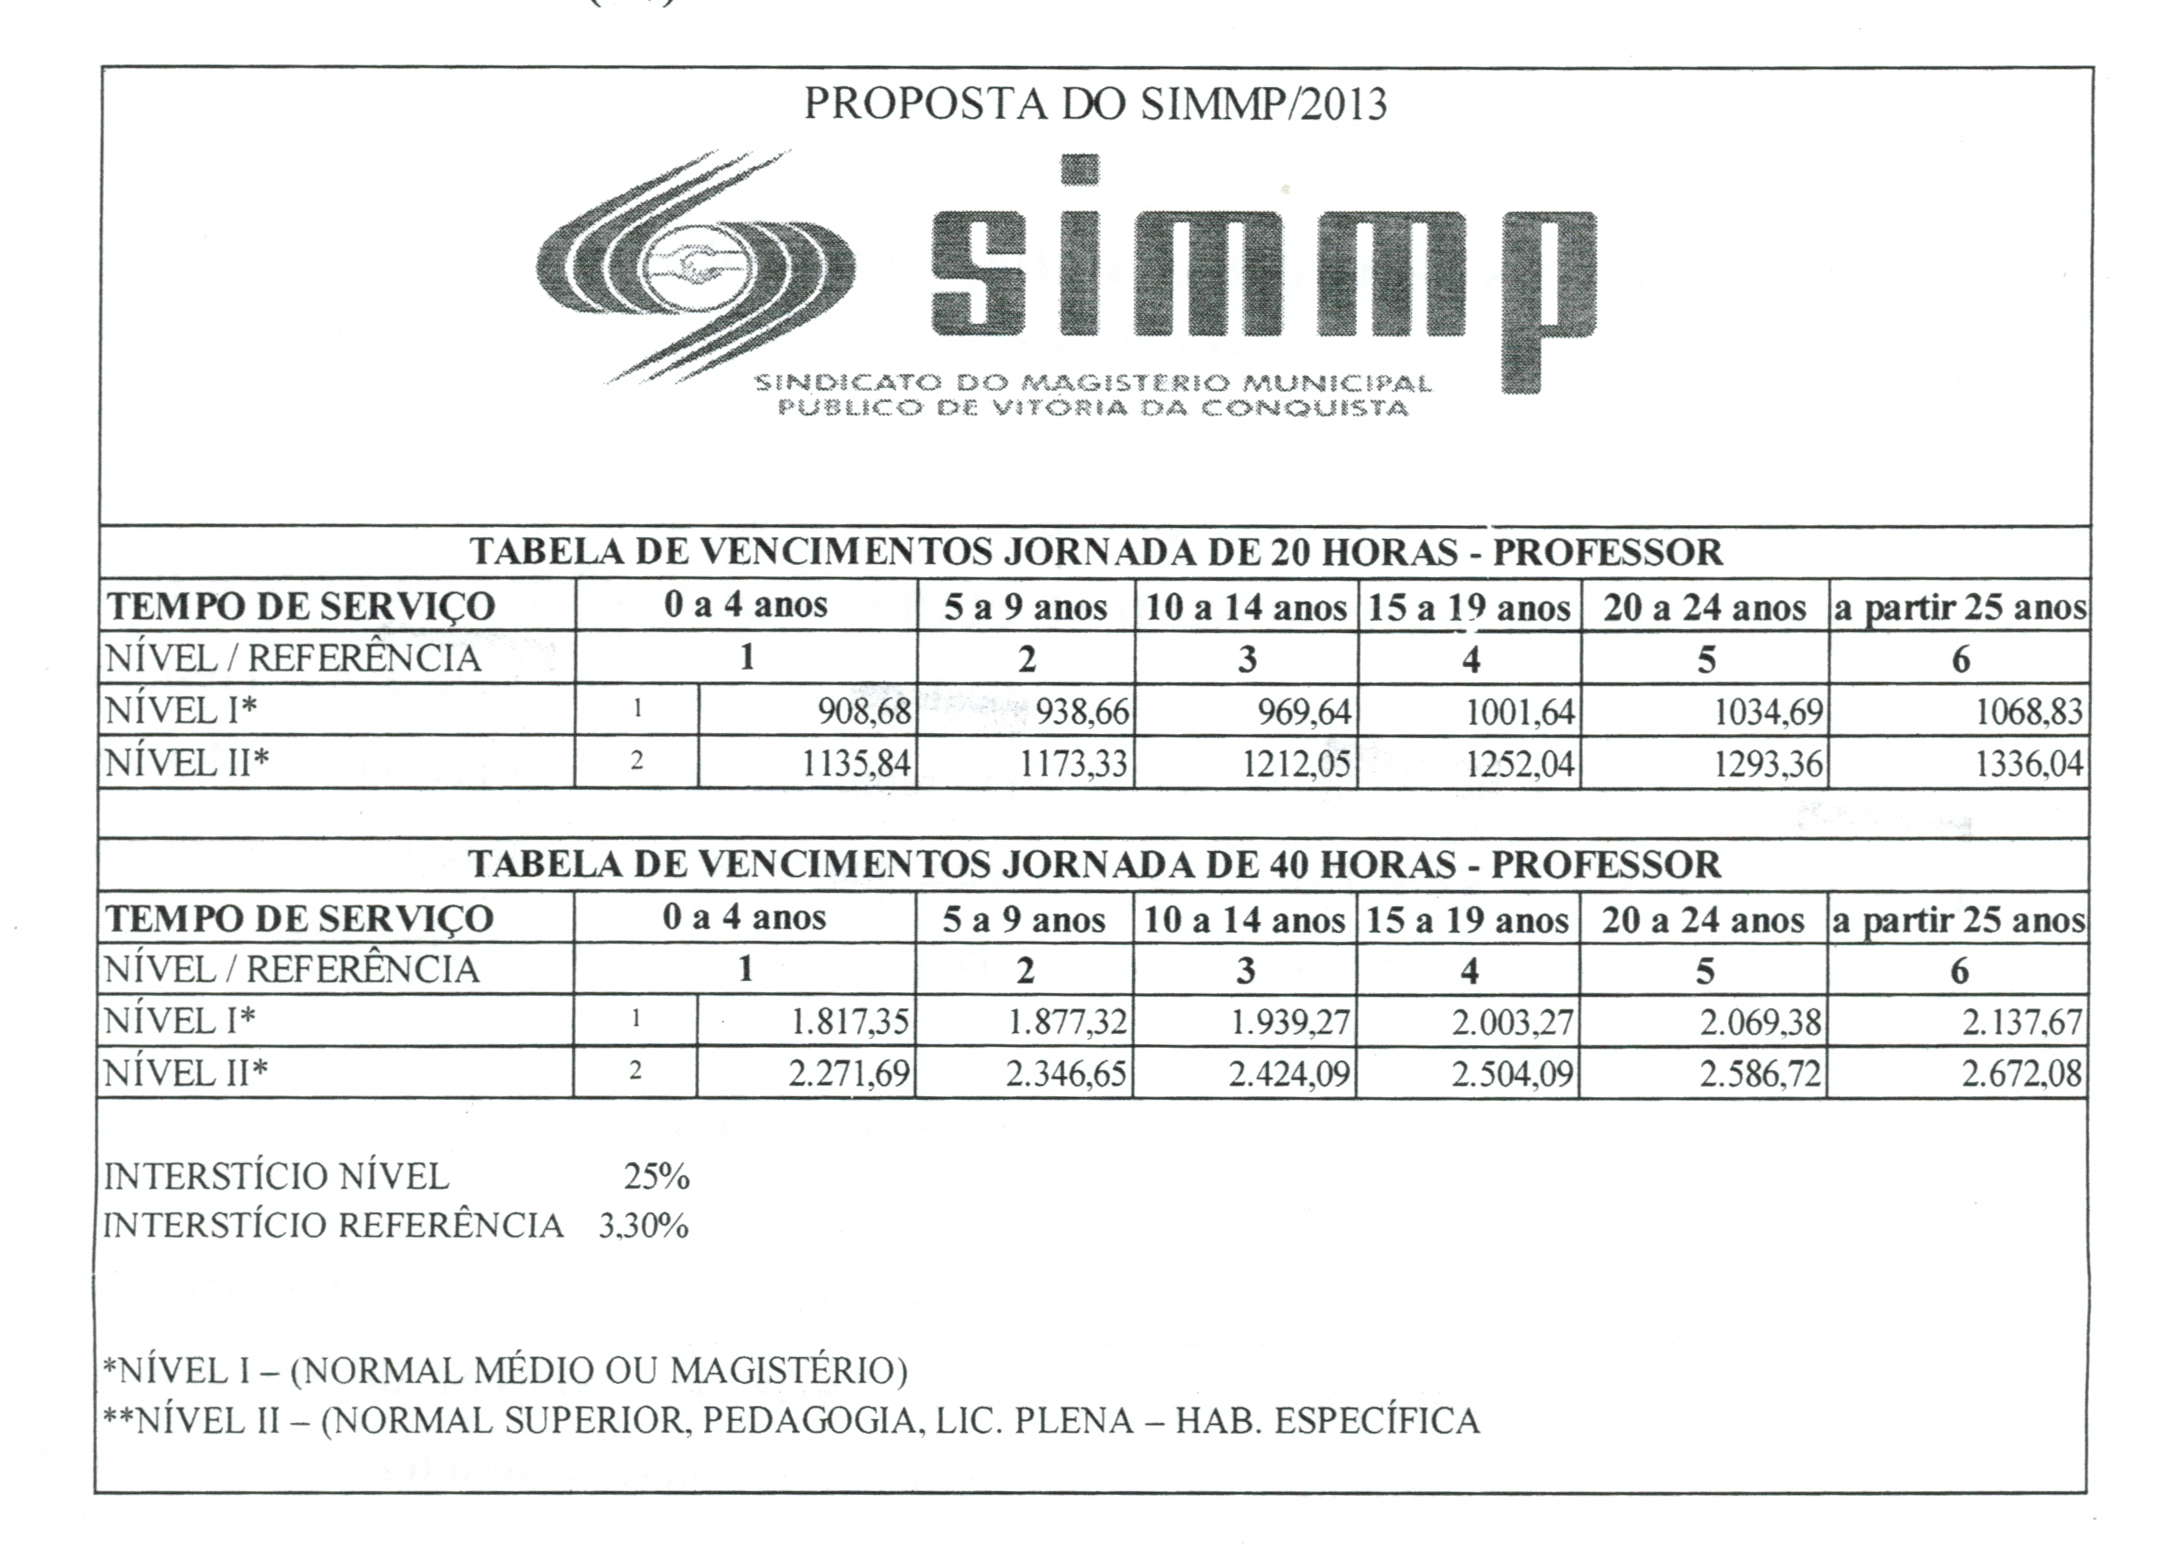 PROPOSTA DO SIMMP/2013
simmp
SINDICATO DO MAGISTÉRIO MUNICIPAL
PÚBLICO DE VITÓRIA DA CONQUISTA
TABELA DE VENCIMENTOS JORNADA DE 20 HORAS - PROFESSOR
TEMPO DE SERVIÇO 0 a 4 anos 5 a 9 anos 10 a 14 anos 15 a 19 anos 20 a 24 anos a partir 25 anos
NÍVEL / REFERÊNCIA 1 2 3 4 5 6
NÍVEL I* 1 908,68 938,66 969,64 1001,64 1034,69 1068,83
NÍVEL II* 2 1135,84 1173,33 1212,05 1252,04 1293,36 1336,04
TABELA DE VENCIMENTOS JORNADA DE 40 HORAS - PROFESSOR
TEMPO DE SERVIÇO 0 a 4 anos 5 a 9 anos 10 a 14 anos 15 a 19 anos 20 a 24 anos a partir 25 anos
NÍVEL / REFERÊNCIA 1 2 3 4 5 6
NÍVEL I* 1 1.817,35 1.877,32 1.939,27 2.003,27 2.069,38 2.137,67
NÍVEL II* 2 2.271,69 2.346,65 2.424,09 2.504,09 2.586,72 2.672,08
INTERSTÍCIO NÍVEL 25%
INTERSTÍCIO REFERÊNCIA 3,30%
*NÍVEL I – (NORMAL MÉDIO OU MAGISTÉRIO)
**NÍVEL II – (NORMAL SUPERIOR, PEDAGOGIA, LIC. PLENA – HAB. ESPECÍFICA